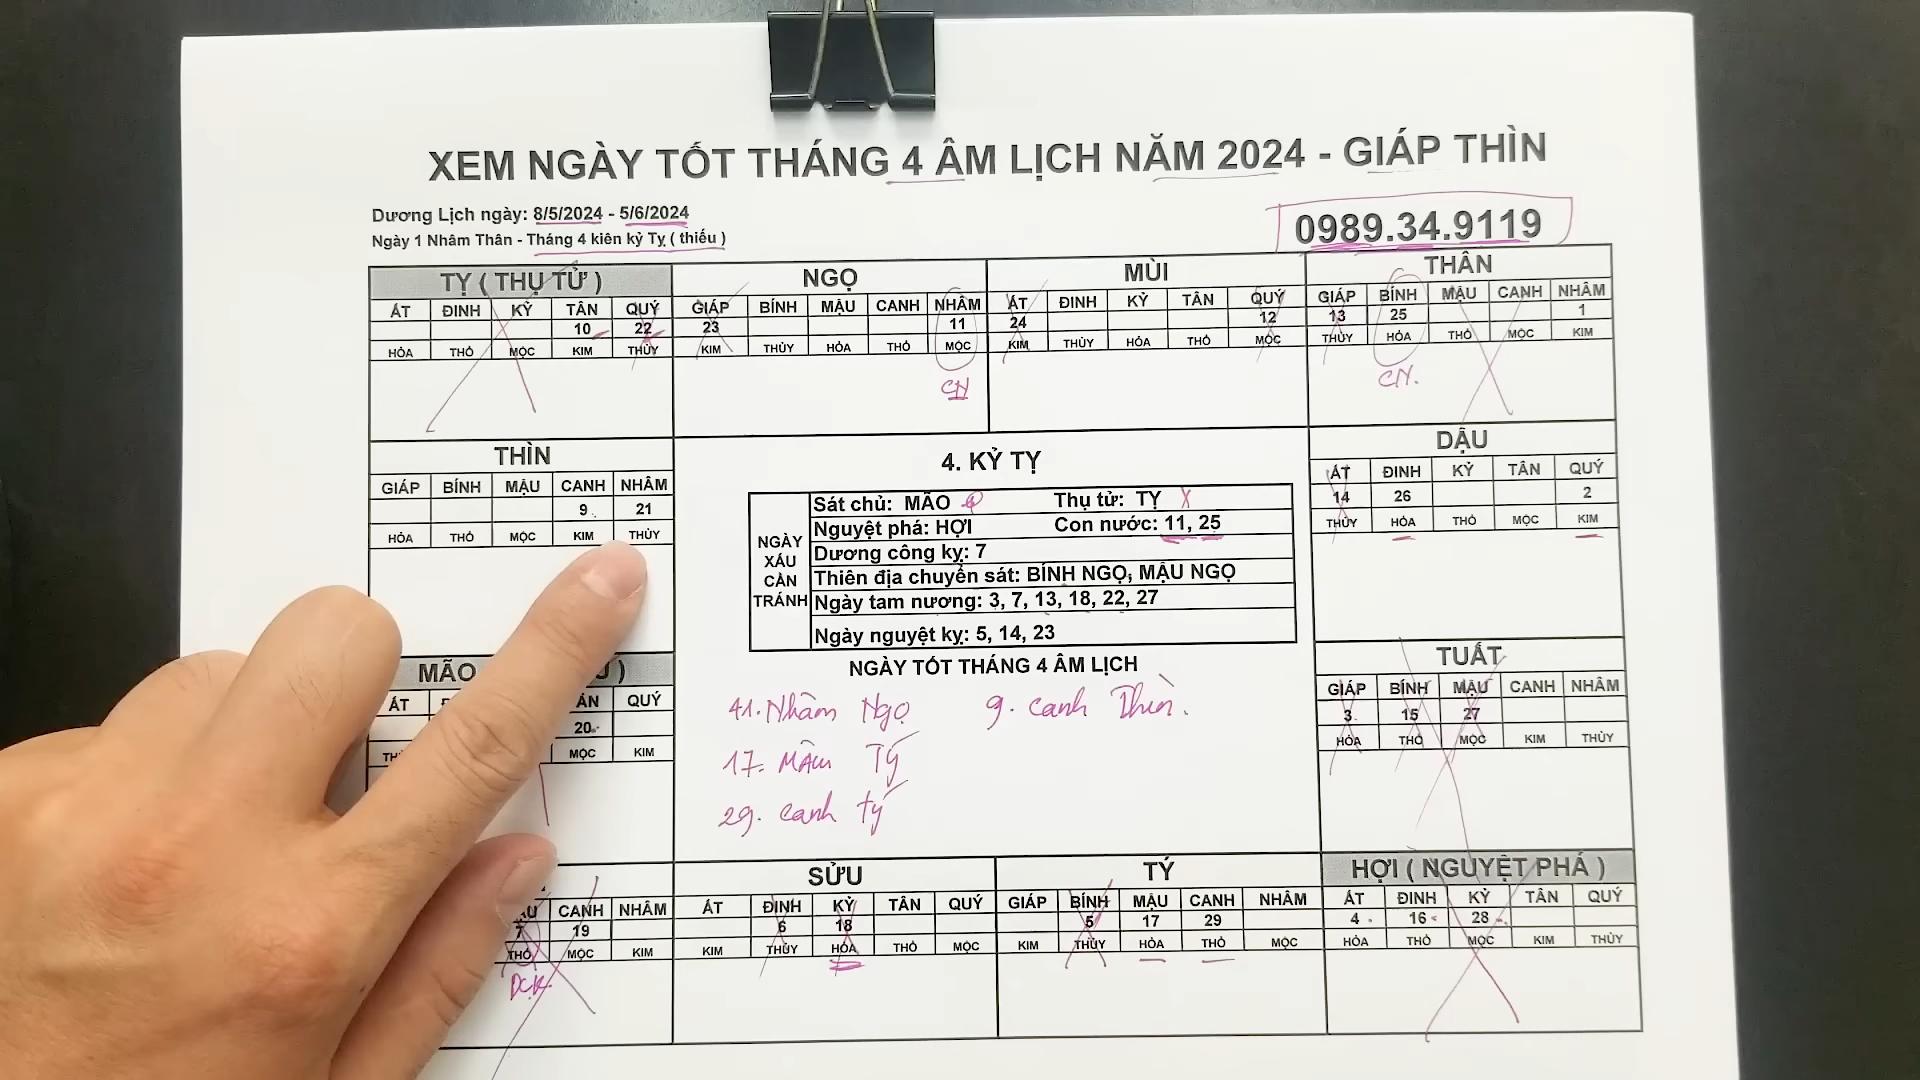 XEM NGÀY TỐT THÁNG 4 ÂM LỊCH NĂM 2024 - GIÁP THÌN
Dương Lịch ngày: 8/5/2024 - 5/6/2024
Ngày 1 Nhâm Thân - Tháng 4 kiên kỷ Tỵ ( thiếu )
0989.34.9119
TỴ ( THỤ TỬ )
ÁT ĐINH KỶ TÂN QUÝ
10 22
HỎA THỔ MỘC KIM THỦY
NGỌ
GIÁP BÍNH MẬU CANH NHÂM
23 11
KIM THỦY HỎA THỔ MỘC
CN
MÙI
ÁT ĐINH KỶ TÂN QUÝ
24 12
KIM THỦY HỎA THỔ MỘC
THÂN
GIÁP BÍNH MẬU CANH NHÂM
13 25 1
THỦY HỎA THỔ MỘC KIM
CN.
THÌN
GIÁP BÍNH MẬU CANH NHÂM
9 21
HỎA THỔ MỘC KIM THỦY
4. KỶ TỴ
NGÀY XẤU CẦN TRÁNH
Sát chủ: MÃO Thụ tử: TỴ X
Nguyệt phá: HỢI Con nước: 11, 25
Dương công kỵ: 7
Thiên địa chuyển sát: BÍNH NGỌ, MẬU NGỌ
Ngày tam nương: 3, 7, 13, 18, 22, 27
Ngày nguyệt kỵ: 5, 14, 23
DẬU
ÁT ĐINH KỶ TÂN QUÝ
14 26 2
THỦY HỎA THỔ MỘC KIM
MÃO )
ÁT QUÝ
20
MỘC KIM
NGÀY TỐT THÁNG 4 ÂM LỊCH
11. Nhâm Ngọ 9. Canh Thìn.
17. Mâu Tý
29. Canh Tý
TUẤT
GIÁP BÍNH MẬU CANH NHÂM
3 15 27
HỎA THỔ MỘC KIM THỦY
CANH NHÂM
7 19
THỔ MỘC KIM
DCK
SỬU
ÁT ĐINH KỶ TÂN QUÝ
6 18
KIM THỦY HỎA THỔ MỘC
TÝ
GIÁP BÍNH MẬU CANH NHÂM
5 17 29
KIM THỦY HỎA THỔ MỘC
HỢI ( NGUYỆT PHÁ )
ÁT ĐINH KỶ TÂN QUÝ
4 16 28
HỎA THỔ MỘC KIM THỦY